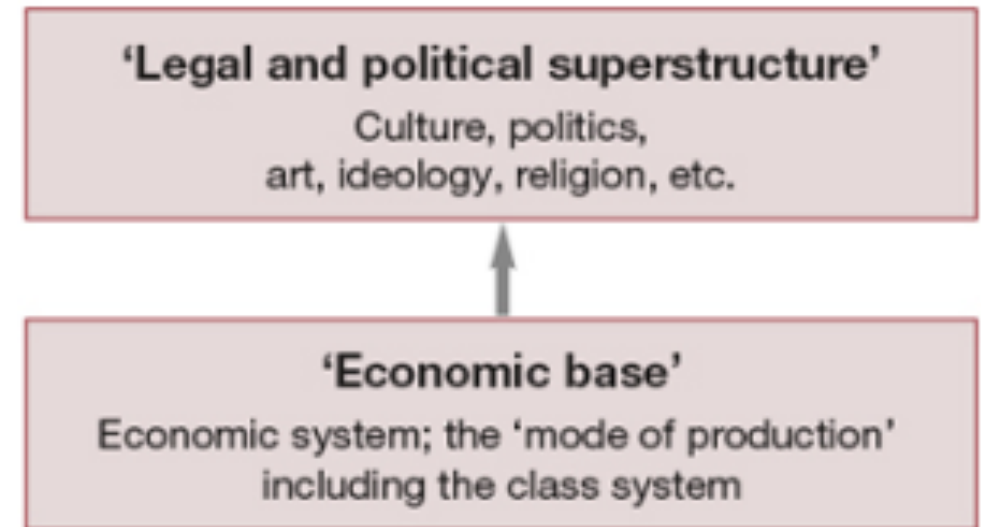 ‘Legal and political superstructure’
Culture, politics,
art, ideology, religion, etc.
‘Economic base’
Economic system; the ‘mode of production’
including the class system